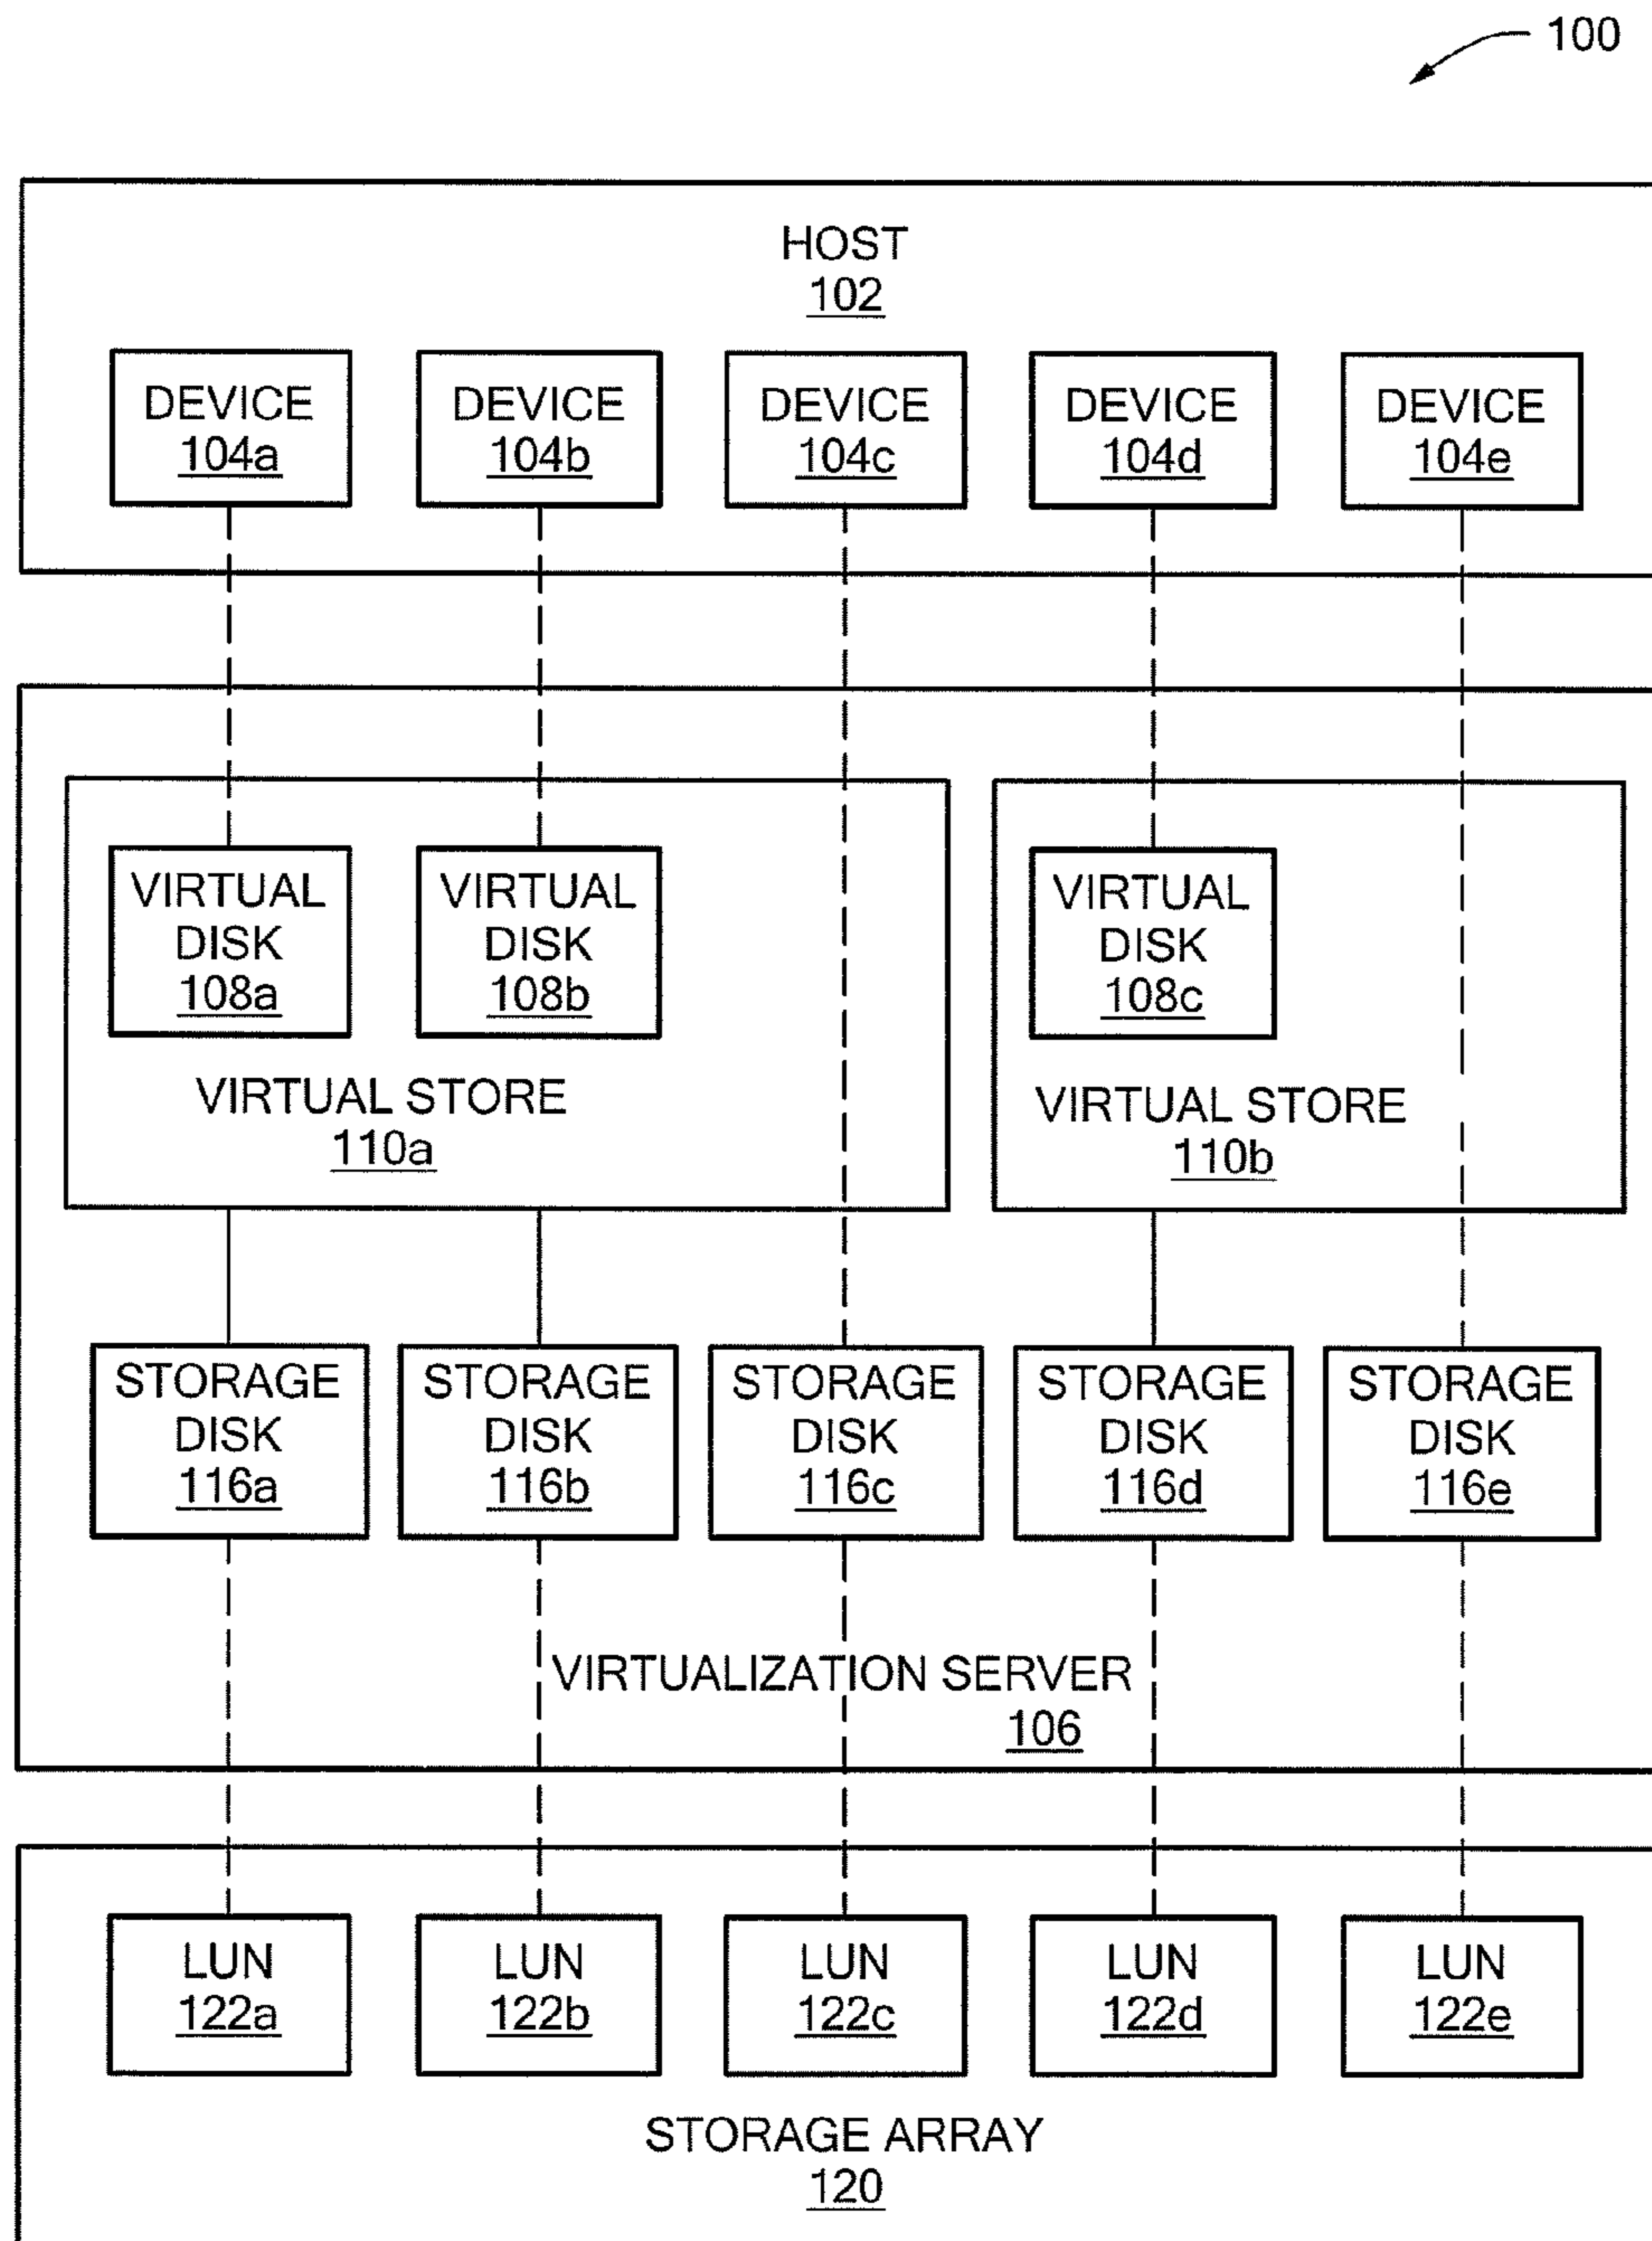 100
HOST
102
DEVICE DEVICE DEVICE DEVICE DEVICE
104a 104b 104c 104d 104e
VIRTUAL VIRTUAL VIRTUAL
DISK DISK DISK
108a 108b 108c
VIRTUAL STORE VIRTUAL STORE
110a 110b
STORAGE STORAGE STORAGE STORAGE STORAGE
DISK DISK DISK DISK DISK
116a 116b 116c 116d 116e
VIRTUALIZATION SERVER
106
LUN LUN LUN LUN LUN
122a 122b 122c 122d 122e
STORAGE ARRAY
120